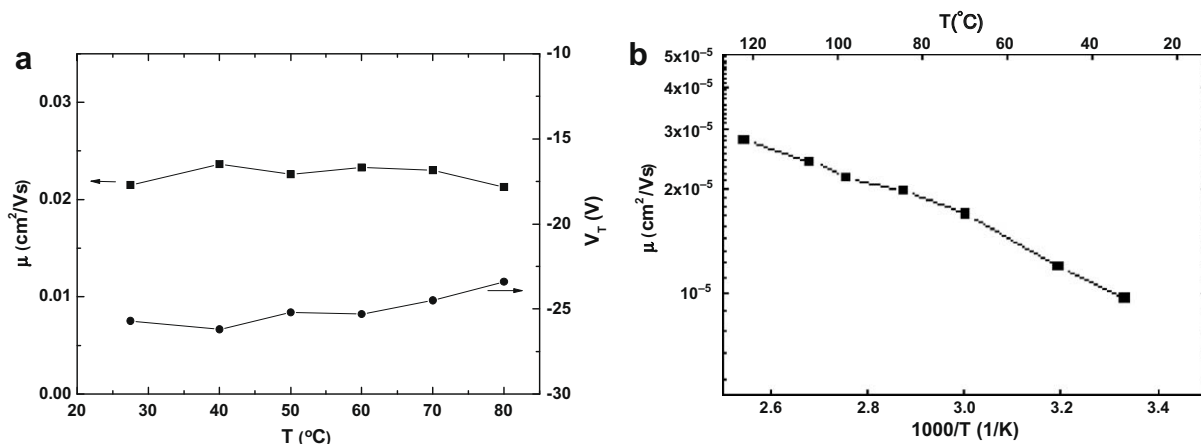 a
0.03
0.02
0.01
0.00
μ (cm²/Vs)
20 30 40 50 60 70 80
T (°C)
-10
-15
-20
-25
-30
V_T (V)
b
T(°C)
120 100 80 60 40 20
5x10⁻⁵
4x10⁻⁵
3x10⁻⁵
2x10⁻⁵
10⁻⁵
μ (cm²/Vs)
2.6 2.8 3.0 3.2 3.4
1000/T (1/K)